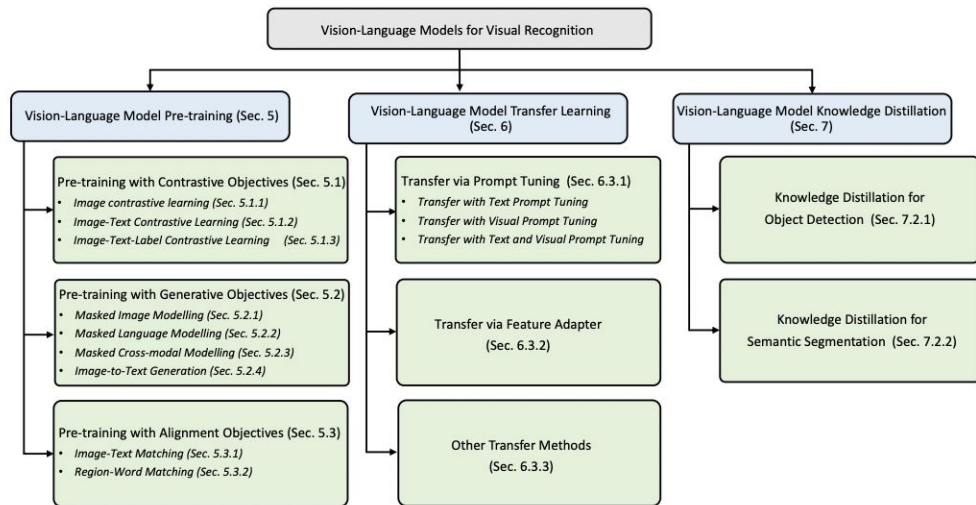 Vision-Language Models for Visual Recognition
Vision-Language Model Pre-training (Sec. 5)
Pre-training with Contrastive Objectives (Sec. 5.1)
• Image contrastive learning (Sec. 5.1.1)
• Image-Text Contrastive Learning (Sec. 5.1.2)
• Image-Text-Label Contrastive Learning (Sec. 5.1.3)
Pre-training with Generative Objectives (Sec. 5.2)
• Masked Image Modelling (Sec. 5.2.1)
• Masked Language Modelling (Sec. 5.2.2)
• Masked Cross-modal Modelling (Sec. 5.2.3)
• Image-to-Text Generation (Sec. 5.2.4)
Pre-training with Alignment Objectives (Sec. 5.3)
• Image-Text Matching (Sec. 5.3.1)
• Region-Word Matching (Sec. 5.3.2)
Vision-Language Model Transfer Learning
(Sec. 6)
Transfer via Prompt Tuning (Sec. 6.3.1)
• Transfer with Text Prompt Tuning
• Transfer with Visual Prompt Tuning
• Transfer with Text and Visual Prompt Tuning
Transfer via Feature Adapter
(Sec. 6.3.2)
Other Transfer Methods
(Sec. 6.3.3)
Vision-Language Model Knowledge Distillation
(Sec. 7)
Knowledge Distillation for
Object Detection (Sec. 7.2.1)
Knowledge Distillation for
Semantic Segmentation (Sec. 7.2.2)